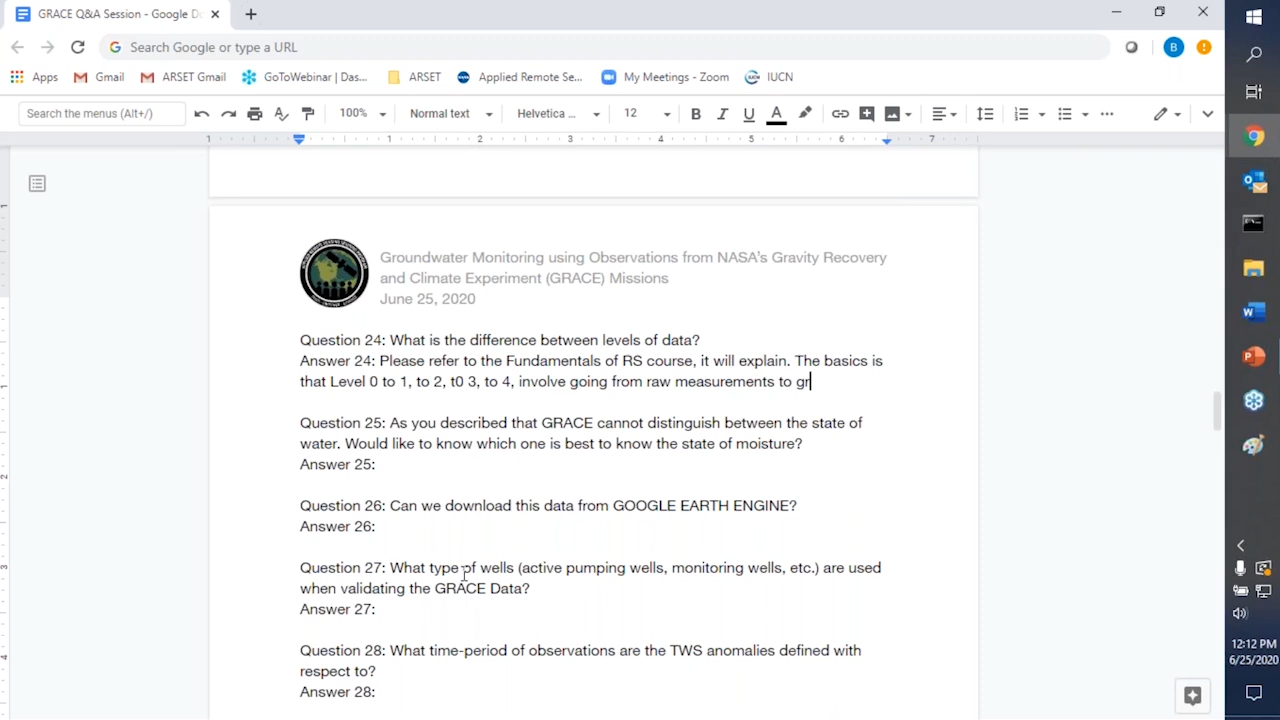 GRACE Q&A Session - Google D
Search Google or type a URL
B
Apps
Gmail
ARSET Gmail
GoToWebinar | Das...
ARSET
Applied Remote Se...
My Meetings - Zoom
IUCN
Search the menus (Alt+/)
100%
Normal text
Helvetica ...
12
B I U A
1 1 2 3 4 5 6 7
Groundwater Monitoring using Observations from NASA's Gravity Recovery
and Climate Experiment (GRACE) Missions
June 25, 2020
Question 24: What is the difference between levels of data?
Answer 24: Please refer to the Fundamentals of RS course, it will explain. The basics is
that Level 0 to 1, to 2, t0 3, to 4, involve going from raw measurements to gr
Question 25: As you described that GRACE cannot distinguish between the state of
water. Would like to know which one is best to know the state of moisture?
Answer 25:
Question 26: Can we download this data from GOOGLE EARTH ENGINE?
Answer 26:
Question 27: What type of wells (active pumping wells, monitoring wells, etc.) are used
when validating the GRACE Data?
Answer 27:
Question 28: What time-period of observations are the TWS anomalies defined with
respect to?
Answer 28:
12:12 PM
6/25/2020